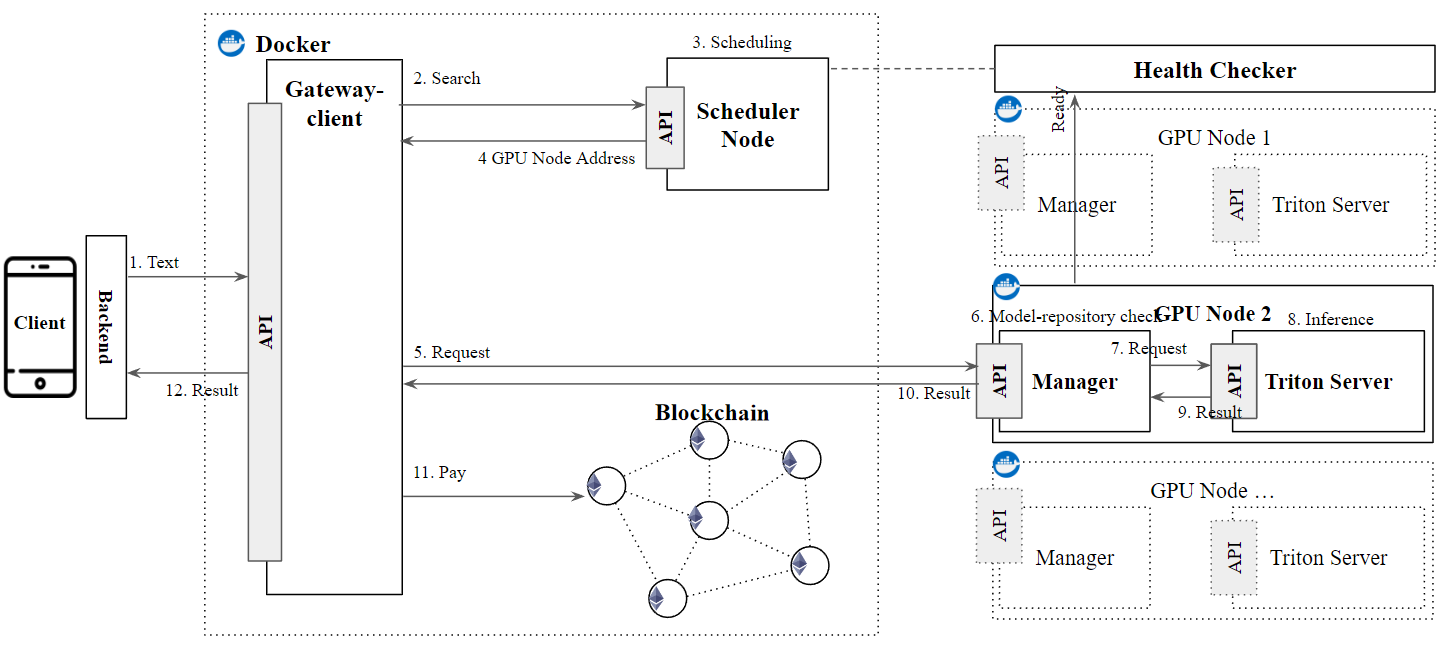 Docker
Gateway-
client
API
2. Search
4 GPU Node Address
3. Scheduling
API
Scheduler
Node
Health Checker
Ready
GPU Node 1
API
Manager
API
Triton Server
Client
Backend
1. Text
12. Result
5. Request
10. Result
6. Model-repository check
GPU Node 2
8. Inference
7. Request
API
Manager
API
Triton Server
9. Result
Blockchain
11. Pay
GPU Node …
API
Manager
API
Triton Server